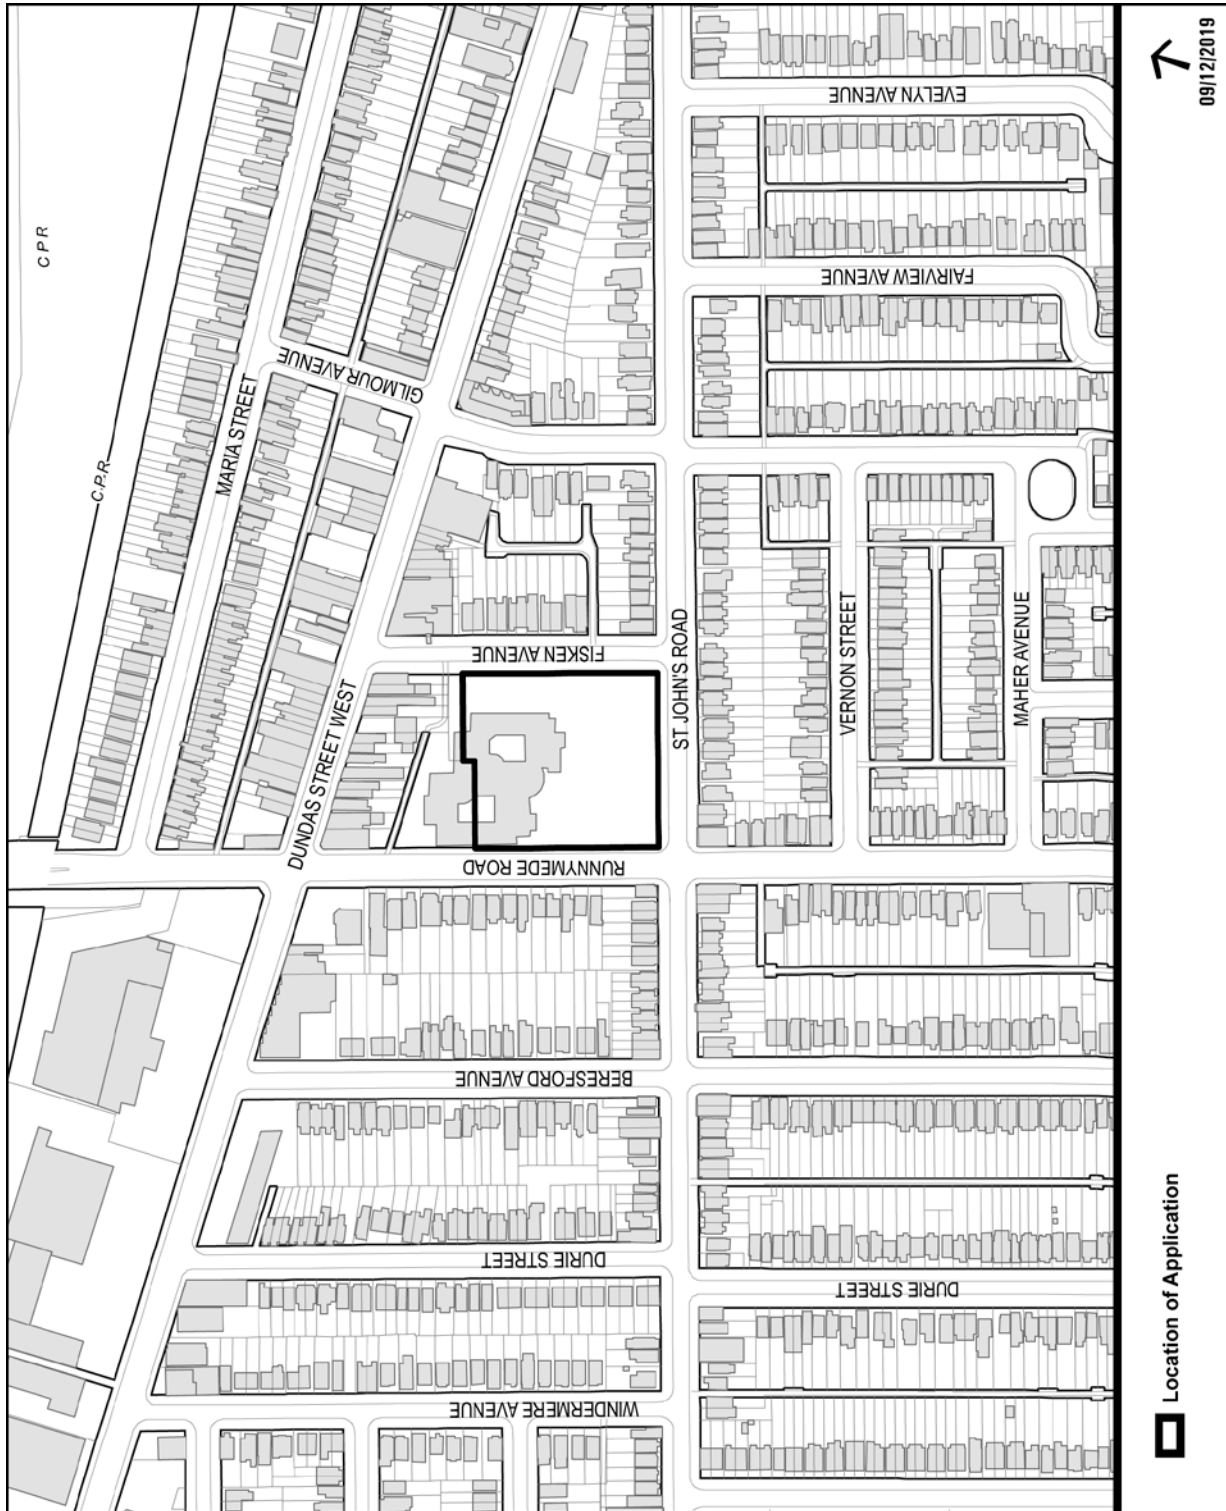 CPR
C.P.R.
MARIA STREET
GILMOUR AVENUE
DUNDAS STREET WEST
FISKEN AVENUE
RUNNYMEDE ROAD
ST. JOHN'S ROAD
EVELYN AVENUE
FAIRVIEW AVENUE
VERNON STREET
MAHER AVENUE
BERESFORD AVENUE
DURIE STREET
DURIE STREET
WINDERMERE AVENUE
Location of Application
09/12/2019